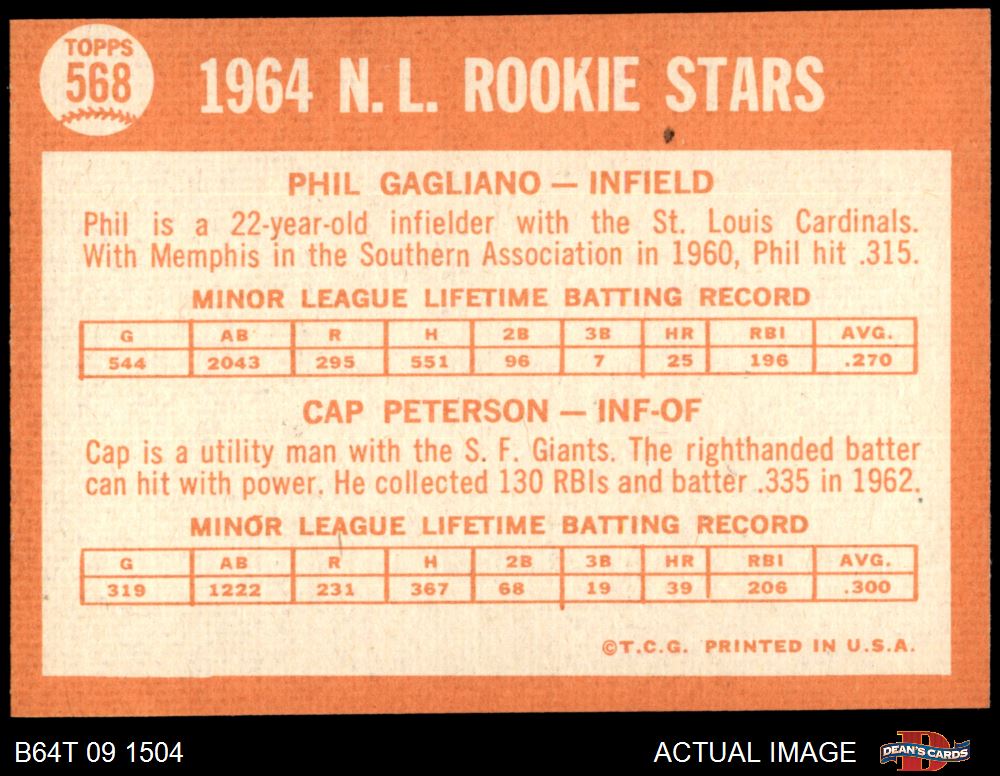 TOPPS
568
1964 N. L. ROOKIE STARS
PHIL GAGLIANO — INFIELD
Phil is a 22-year-old infielder with the St. Louis Cardinals.
With Memphis in the Southern Association in 1960, Phil hit .315.
MINOR LEAGUE LIFETIME BATTING RECORD
G AB R H 2B 3B HR RBI AVG.
544 2043 295 551 96 7 25 196 .270
CAP PETERSON — INF-OF
Cap is a utility man with the S. F. Giants. The righthanded batter
can hit with power. He collected 130 RBIs and batter .335 in 1962.
MINOR LEAGUE LIFETIME BATTING RECORD
G AB R H 2B 3B HR RBI AVG.
319 1222 231 367 68 19 39 206 .300
©T.C.G. PRINTED IN U.S.A.
B64T 09 1504
ACTUAL IMAGE
D
DEAN'S CARDS